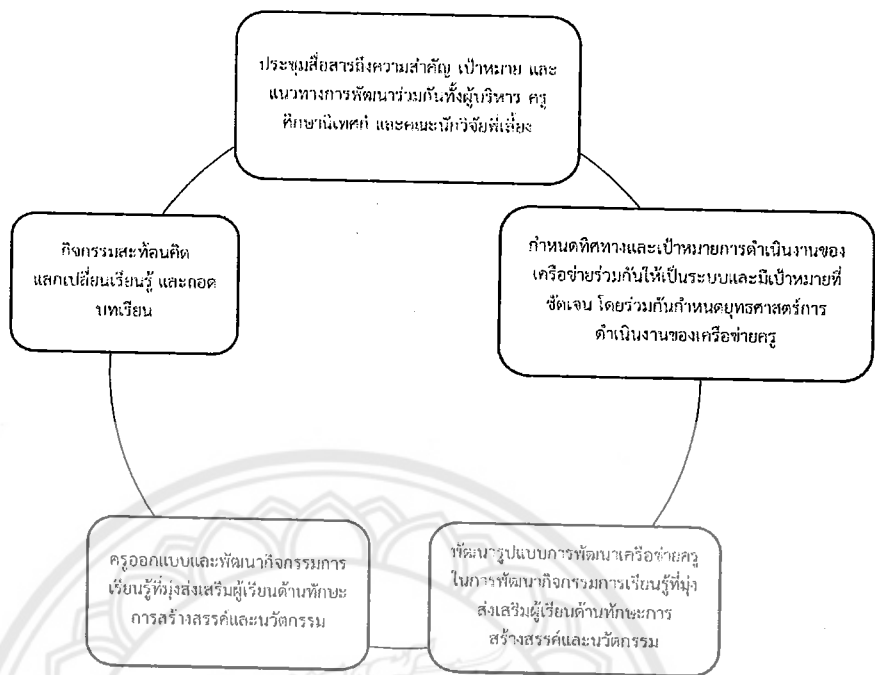 ประชุมสื่อสารถึงความสำคัญ เป้าหมาย และ
แนวทางการพัฒนาร่วมกันทั้งผู้บริหาร ครู
ศึกษานิเทศก์ และคณะนักวิจัยพี่เลี้ยง
กำหนดทิศทางและเป้าหมายการดำเนินงานของ
เครือข่ายร่วมกันให้เป็นระบบและมีเป้าหมายที่
ชัดเจน โดยร่วมกันกำหนดยุทธศาสตร์การ
ดำเนินงานของเครือข่ายครู
พัฒนารูปแบบการพัฒนาเครือข่ายครู
ในการพัฒนากิจกรรมการเรียนรู้ที่มุ่ง
ส่งเสริมผู้เรียนด้านทักษะการ
สร้างสรรค์และนวัตกรรม
ครูออกแบบและพัฒนากิจกรรมการ
เรียนรู้ที่มุ่งส่งเสริมผู้เรียนด้านทักษะ
การสร้างสรรค์และนวัตกรรม
กิจกรรมสะท้อนคิด
แลกเปลี่ยนเรียนรู้ และถอด
บทเรียน